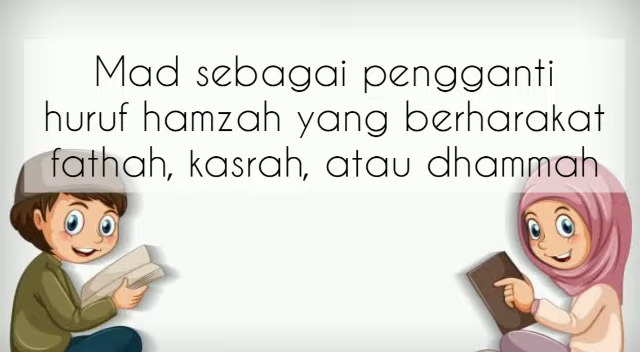 Mad sebagai pengganti
huruf hamzah yang berharakat
fathah, kasrah, atau dhammah